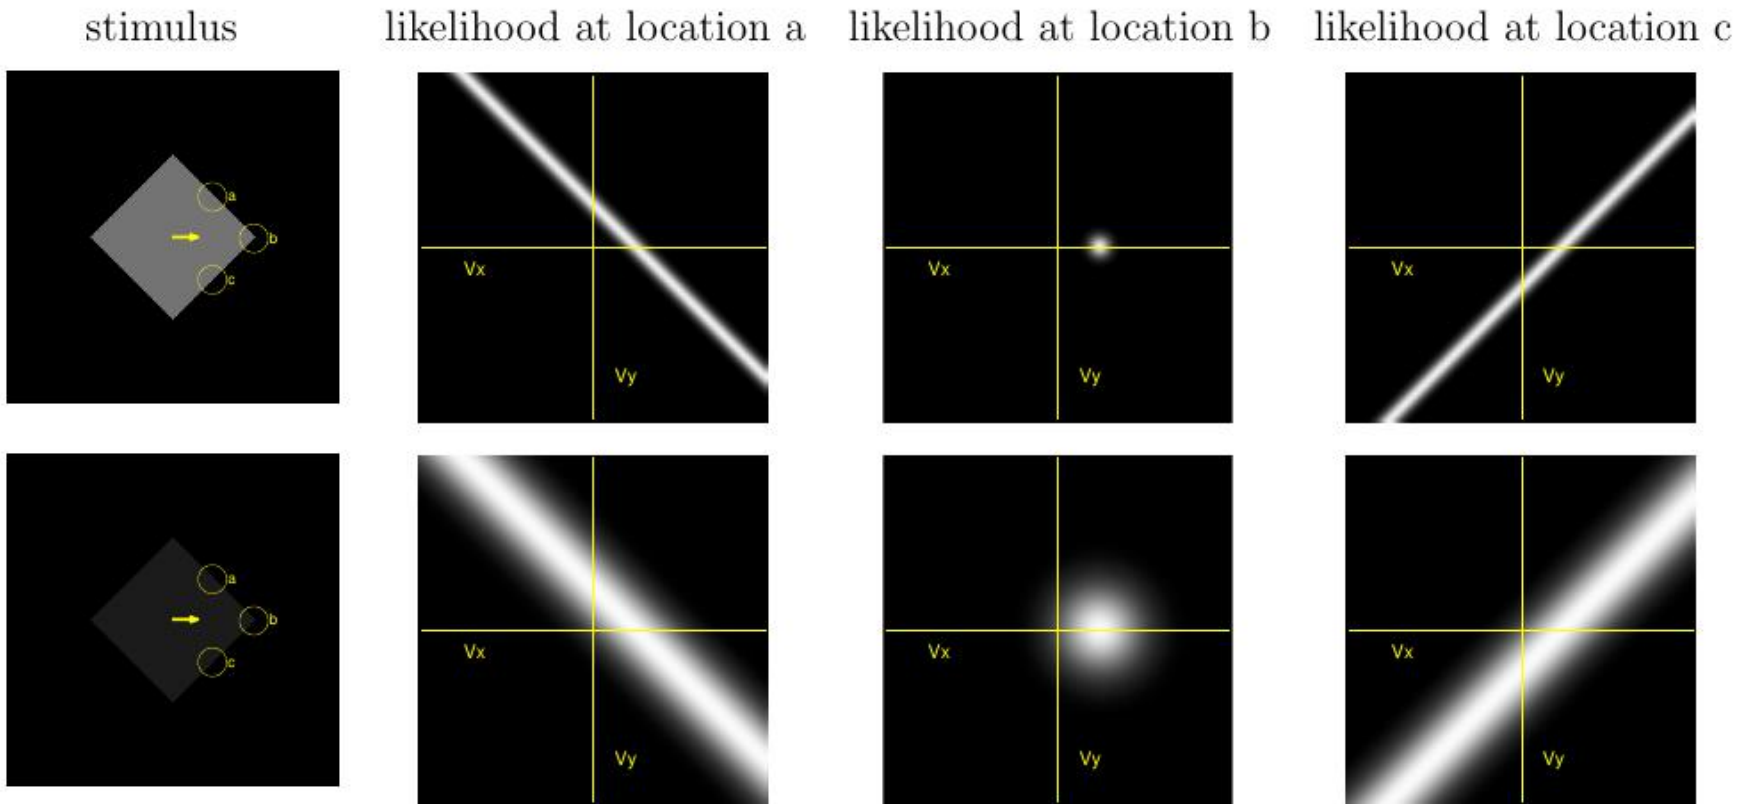 stimulus likelihood at location a likelihood at location b likelihood at location c
a
b
c
Vx Vx Vx
Vy Vy Vy
a
b
c
Vx Vx Vx
Vy Vy Vy